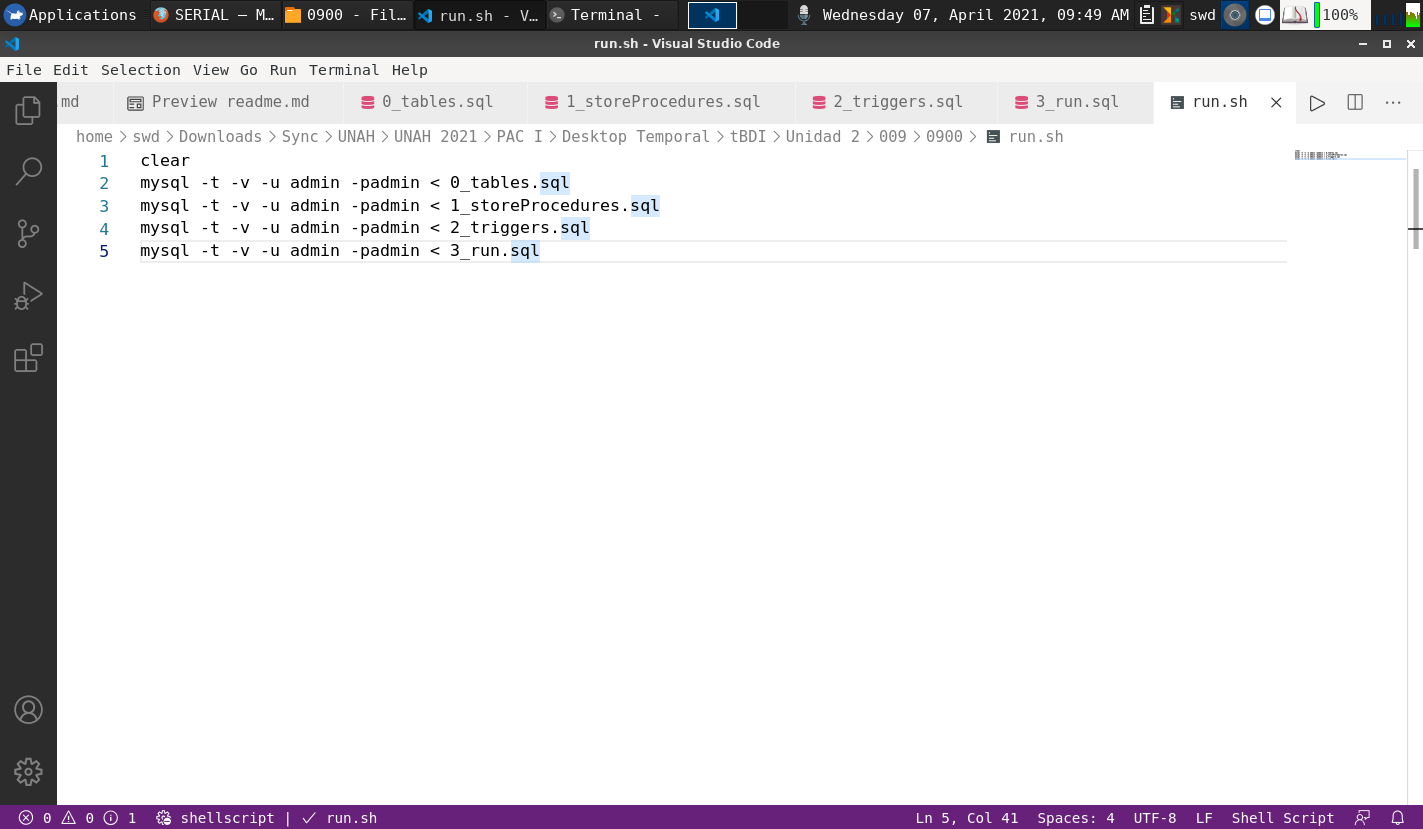 Applications SERIAL — M... 0900 - Fil... run.sh - V... Terminal - Wednesday 07, April 2021, 09:49 AM swd 100%
run.sh - Visual Studio Code
File Edit Selection View Go Run Terminal Help
.md Preview readme.md 0_tables.sql 1_storeProcedures.sql 2_triggers.sql 3_run.sql run.sh
home > swd > Downloads > Sync > UNAH > UNAH 2021 > PAC I > Desktop Temporal > tBDI > Unidad 2 > 009 > 0900 > run.sh
1 clear
2 mysql -t -v -u admin -padmin < 0_tables.sql
3 mysql -t -v -u admin -padmin < 1_storeProcedures.sql
4 mysql -t -v -u admin -padmin < 2_triggers.sql
5 mysql -t -v -u admin -padmin < 3_run.sql
0 0 1 shellscript | ✓ run.sh Ln 5, Col 41 Spaces: 4 UTF-8 LF Shell Script